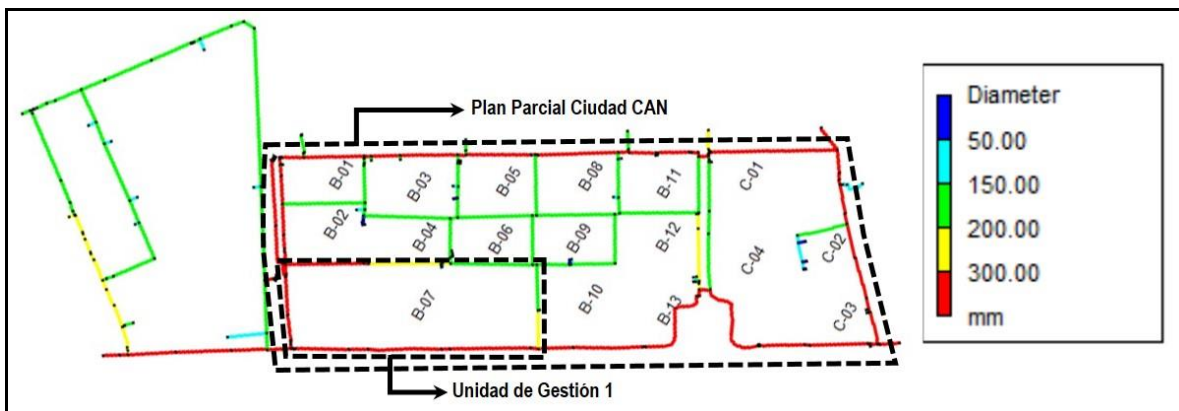 Plan Parcial Ciudad CAN
B-01
B-03
B-05
B-08
B-11
C-01
B-02
B-04
B-06
B-09
B-12
C-04
C-02
B-07
B-10
B-13
C-03
Unidad de Gestión 1
Diameter
50.00
150.00
200.00
300.00
mm